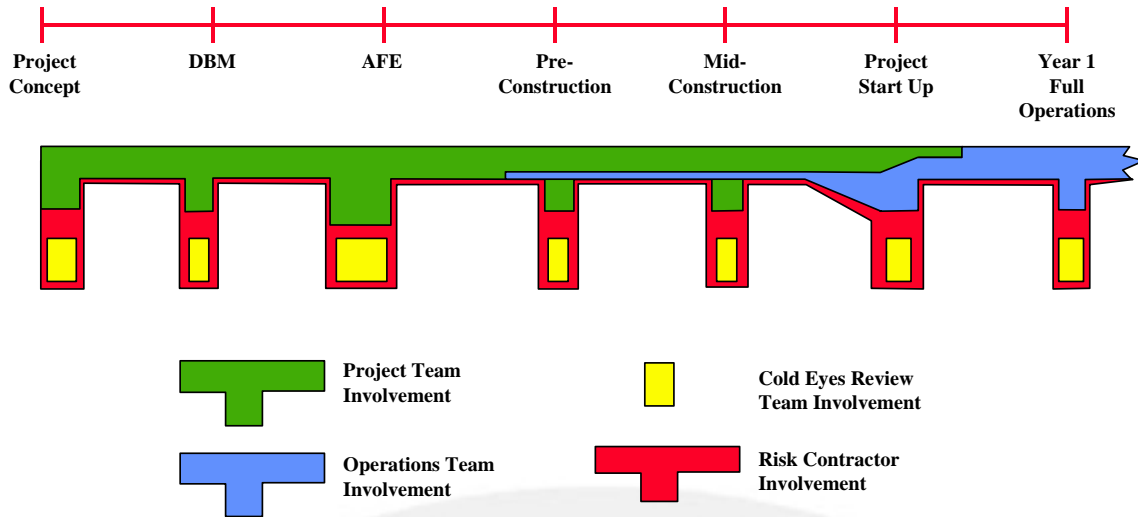 Project
Concept
DBM
AFE
Pre-
Construction
Mid-
Construction
Project
Start Up
Year 1
Full
Operations
Project Team
Involvement
Cold Eyes Review
Team Involvement
Operations Team
Involvement
Risk Contractor
Involvement